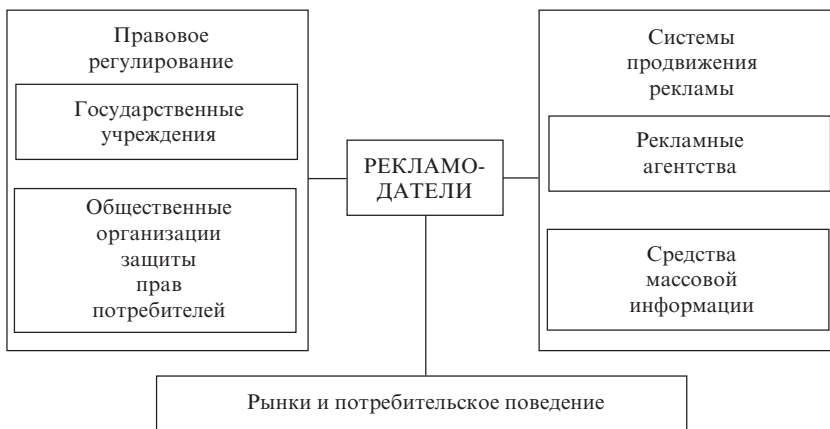 Правовое
регулирование
Государственные
учреждения
Общественные
организации
защиты
прав
потребителей
РЕКЛАМО-
ДАТЕЛИ
Системы
продвижения
рекламы
Рекламные
агентства
Средства
массовой
информации
Рынки и потребительское поведение